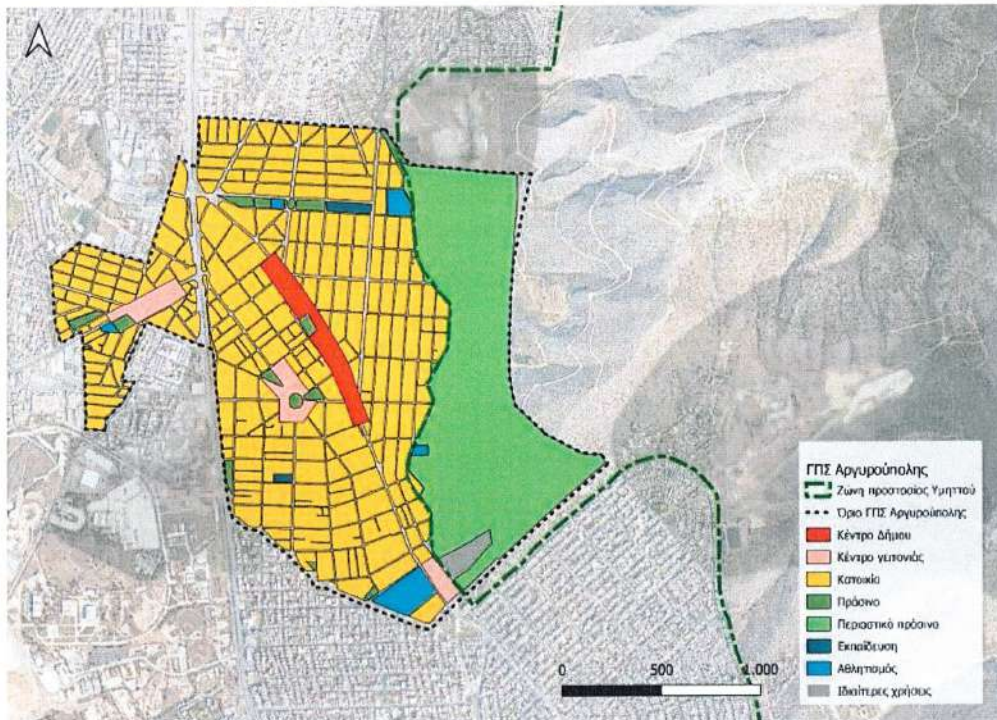 ΓΠΣ Αργυρούπολης
Ζώνη προστασίας Υμηττού
Όριο ΓΠΣ Αργυρούπολης
Κέντρο Δήμου
Κέντρο γειτονιάς
Κατοικία
Πράσινο
Περιαστικό πράσινο
Εκπαίδευση
Αθλητισμός
Ιδιαίτερες χρήσεις
0 500 1.000